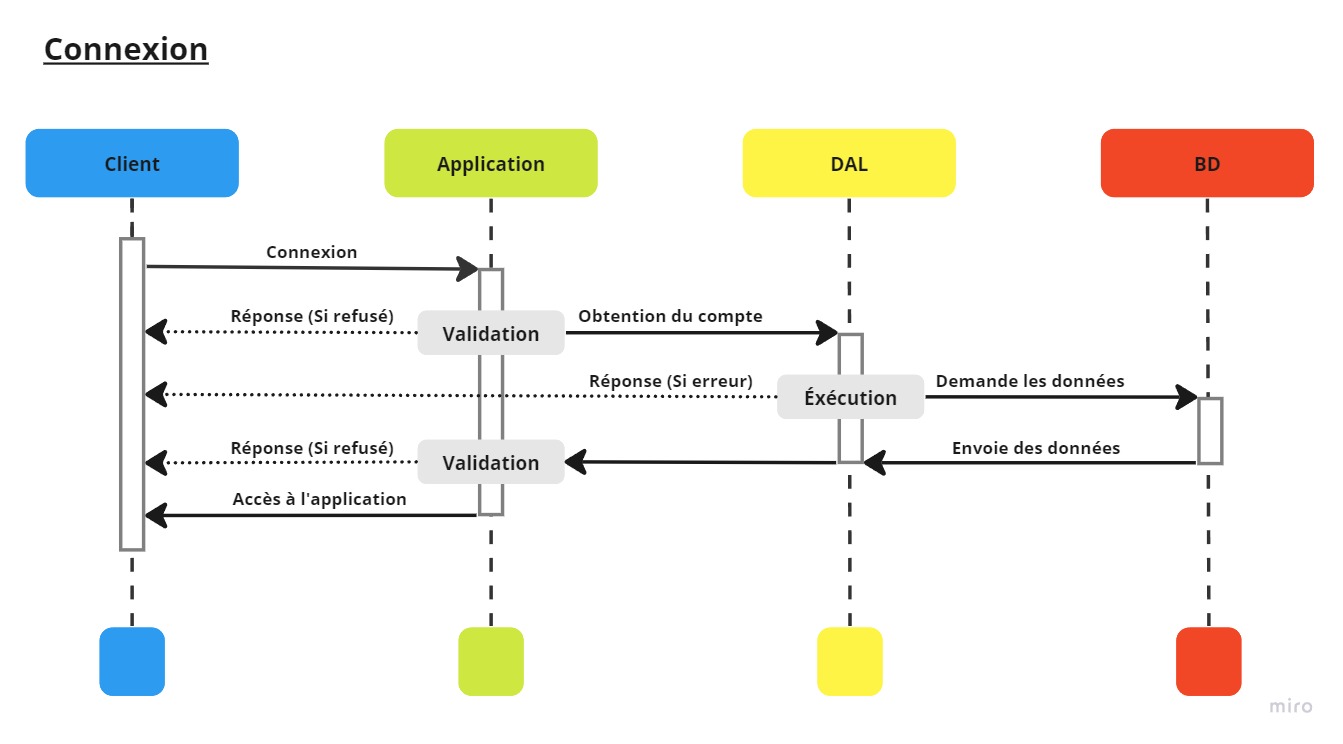 Connexion
Client
Application
DAL
BD
Connexion
Réponse (Si refusé)
Validation
Obtention du compte
Réponse (Si erreur)
Éxécution
Demande les données
Réponse (Si refusé)
Validation
Envoie des données
Accès à l'application
miro